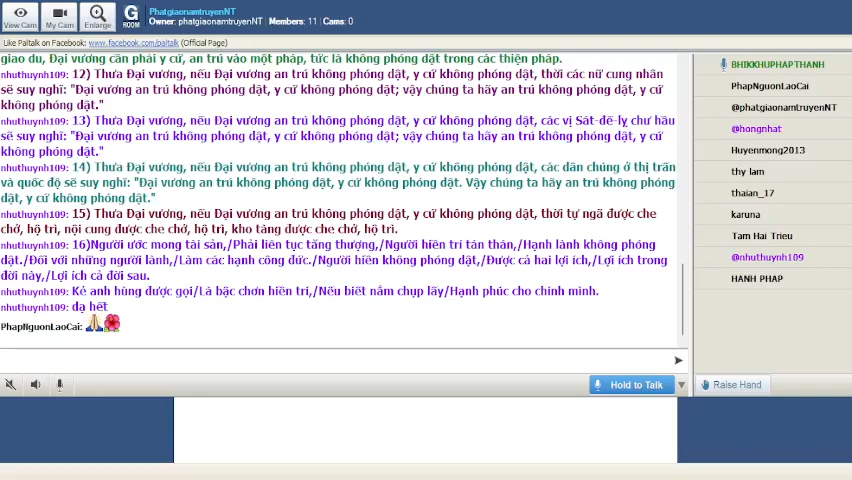 View Cam
My Cam
Enlarge
G
ROOM
PhatgiaonamtruyenNT
Owner: phatgiaonamtruyenNT | Members: 11 | Cams: 0
Like Paltalk on Facebook: www.facebook.com/paltalk (Official Page)
giao du, Đại vương cần phải y cứ, an trú vào một pháp, tức là không phóng dật trong các thiện pháp.
nhuthuynh109: 12) Thưa Đại vương, nếu Đại vương an trú không phóng dật, y cứ không phóng dật, thời các nữ cung nhân
sẽ suy nghĩ: "Đại vương an trú không phóng dật, y cứ không phóng dật; vậy chúng ta hãy an trú không phóng dật, y cứ
không phóng dật."
nhuthuynh109: 13) Thưa Đại vương, nếu Đại vương an trú không phóng dật, y cứ không phóng dật, các vị Sát-đế-lỵ chư hầu
sẽ suy nghĩ: "Đại vương an trú không phóng dật, y cứ không phóng dật; vậy chúng ta hãy an trú không phóng dật, y cứ
không phóng dật."
nhuthuynh109: 14) Thưa Đại vương, nếu Đại vương an trú không phóng dật, y cứ không phóng dật, các dân chúng ở thị trấn
và quốc độ sẽ suy nghĩ: "Đại vương an trú không phóng dật, y cứ không phóng dật. Vậy chúng ta hãy an trú không phóng
dật, y cứ không phóng dật."
nhuthuynh109: 15) Thưa Đại vương, nếu Đại vương an trú không phóng dật, y cứ không phóng dật, thời tự ngã được che
chở, hộ trì, nội cung được che chở, hộ trì, kho tàng được che chở, hộ trì.
nhuthuynh109: 16)Người ước mong tài sản,/Phải liên tục tăng thượng,/Người hiền trí tán thán,/Hạnh lành không phóng
dật./Đối với những người lành,/Làm các hạnh công đức./Người hiền không phóng dật,/Được cả hai lợi ích,/Lợi ích trong
đời này,/Lợi ích cả đời sau.
nhuthuynh109: Kẻ anh hùng được gọi/Là bậc chơn hiền trí,/Nếu biết nắm chụp lấy/Hạnh phúc cho chính mình.
nhuthuynh109: dạ hết
PhapNguonLaoCai:
Hold to Talk
BHIKKHUPHAPTHANH
PhapNguonLaoCai
@phatgiaonamtruyenNT
@hongnhat
Huyenmong2013
thy lam
thaian_17
karuna
Tam Hai Trieu
@nhuthuynh109
HANH PHAP
Raise Hand